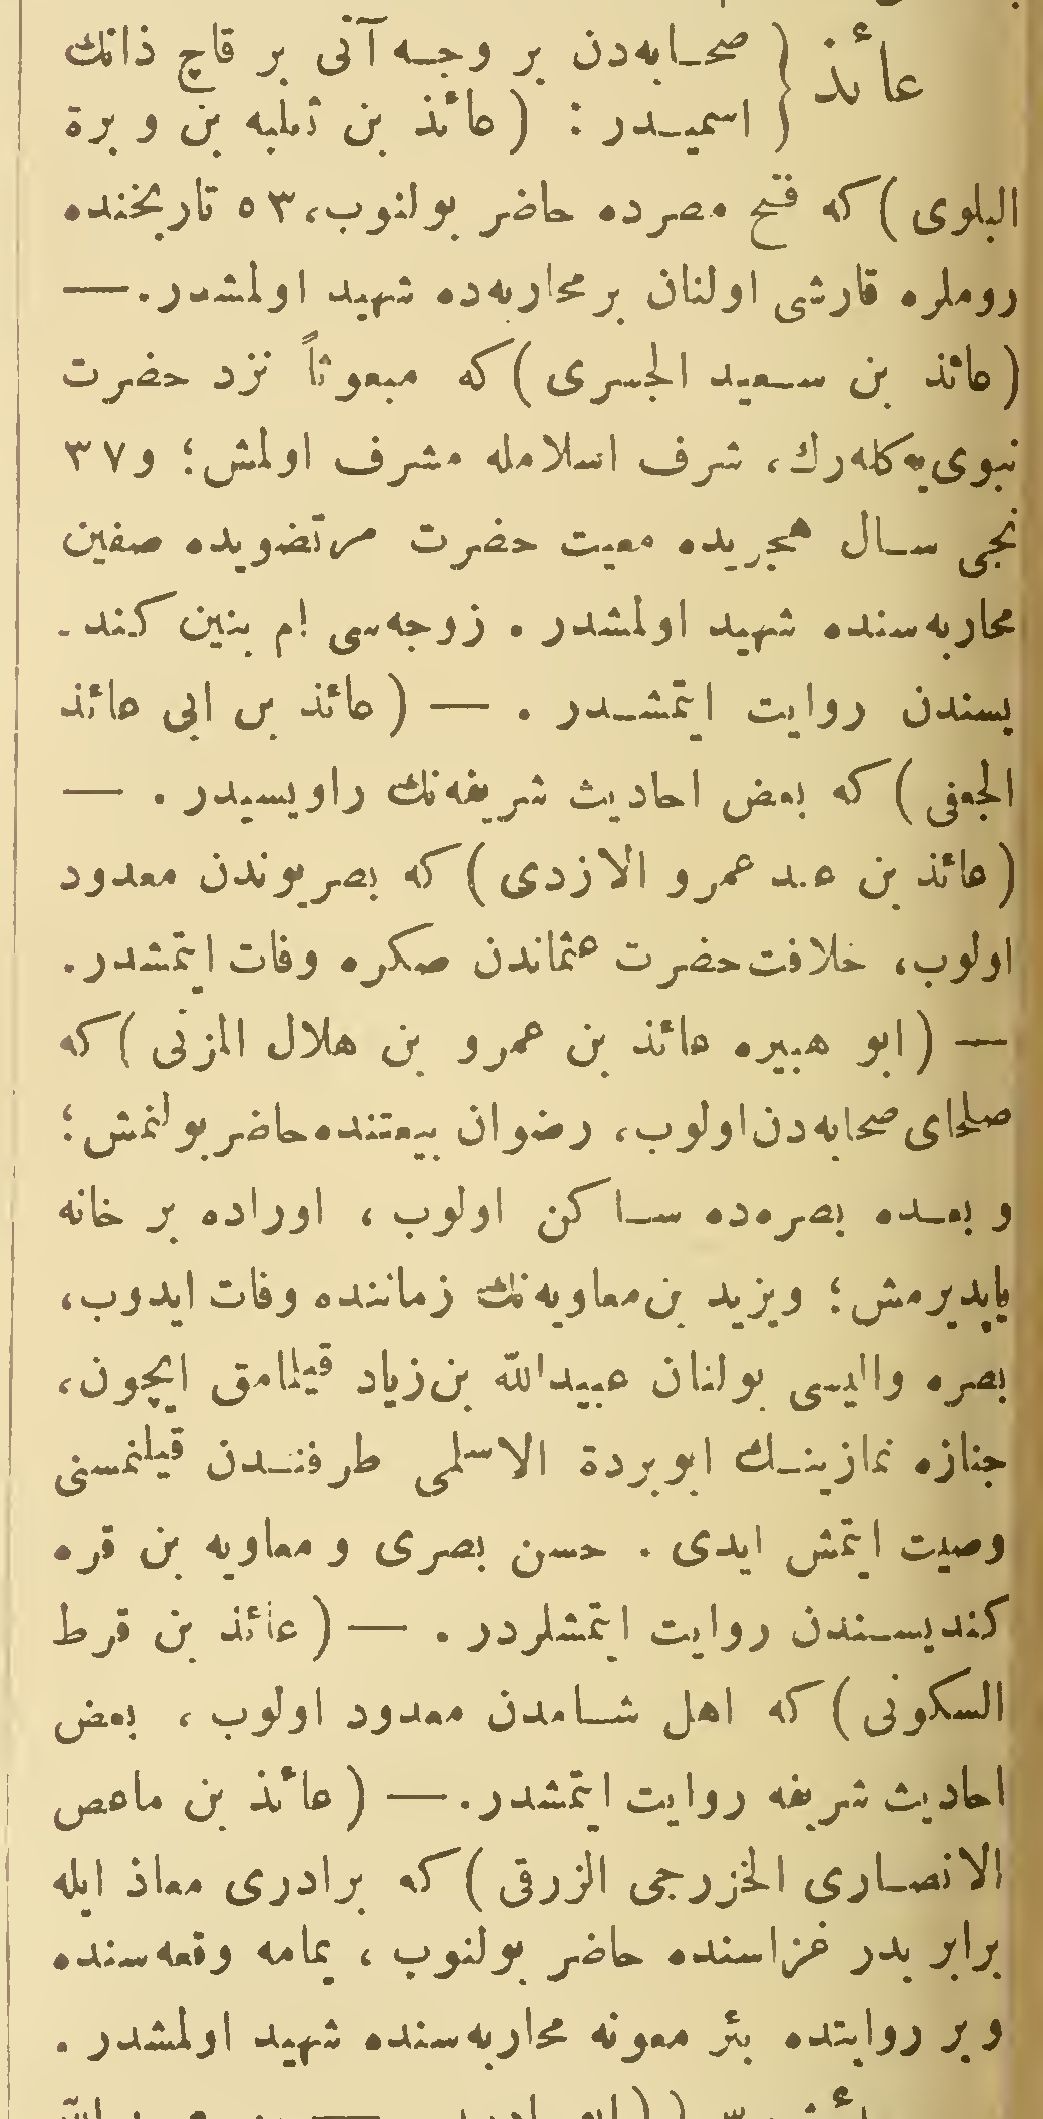 عائذ { صحابه‌دن بر وجه آتی بر قاچ ذاتك
اسمیدر : ( عائذ بن ثعلبه بن وبرة
البلوی ) كه فتح مصرده حاضر بولنوب، ٥٣ تاریخنده
روملره قارشی اولنان بر محاربه‌ده شهید اولمشدر. —
( عائذ بن سعید الجسری ) كه مبعوثاً نزد حضرت
نبوی‌یه كله‌رك، شرف اسلامله مشرف اولمش؛ و ٣٧
نجی سال هجریده معیت حضرت مرتضویده صفین
محاربه‌سنده شهید اولمشدر . زوجه‌سی ام بنین كند-
یسندن روایت ایتمشدر . — ( عائذ بن ابی عائذ
الجعفی ) كه بعض احادیث شریفه‌نك راویسیدر . —
( عائذ بن عبد عمرو الازدی ) كه بصریوندن معدود
اولوب، خلافت حضرت عثماندن صكره وفات ایتمشدر.
— ( ابو هبیره عائذ بن عمرو بن هلال المزنی ) كه
صلحای صحابه‌دن اولوب، رضوان بیعتنده حاضر بولنمش؛
و بعده بصره‌ده ساكن اولوب ، اوراده بر خانه
یاپدیرمش؛ ویزید بن معاویه‌نك زماننده وفات ایدوب،
بصره والیسی بولنان عبیدالله بن زیاد قیلنامق ایچون،
جنازه نمازینك ابوبردة الاسلمی طرفندن قیلنمسنی
وصیت ایتمش ایدی . حسن بصری و معاویه بن قره
كندیسندن روایت ایتمشلردر . — ( عائذ بن قرط
السكونی ) كه اهل شامدن معدود اولوب ، بعض
احادیث شریفه روایت ایتمشدر. — ( عائذ بن ماعص
الانصاری الخزرجی الزرقی ) كه برادری معاذ ایله
برابر بدر غزاسنده حاضر بولنوب ، یمامه وقعه‌سنده
و بر روایتده بئر معونه محاربه‌سنده شهید اولمشدر .